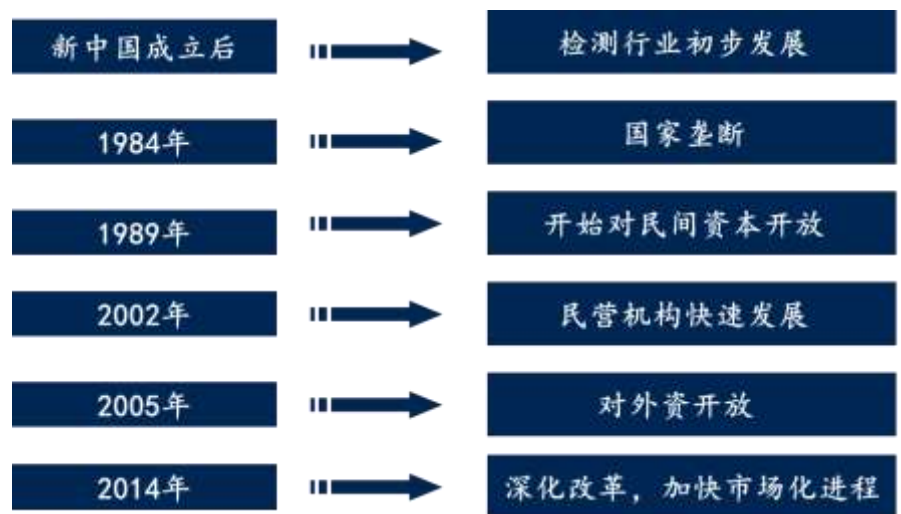 新中国成立后
检测行业初步发展
1984年
国家垄断
1989年
开始对民间资本开放
2002年
民营机构快速发展
2005年
对外资开放
2014年
深化改革，加快市场化进程